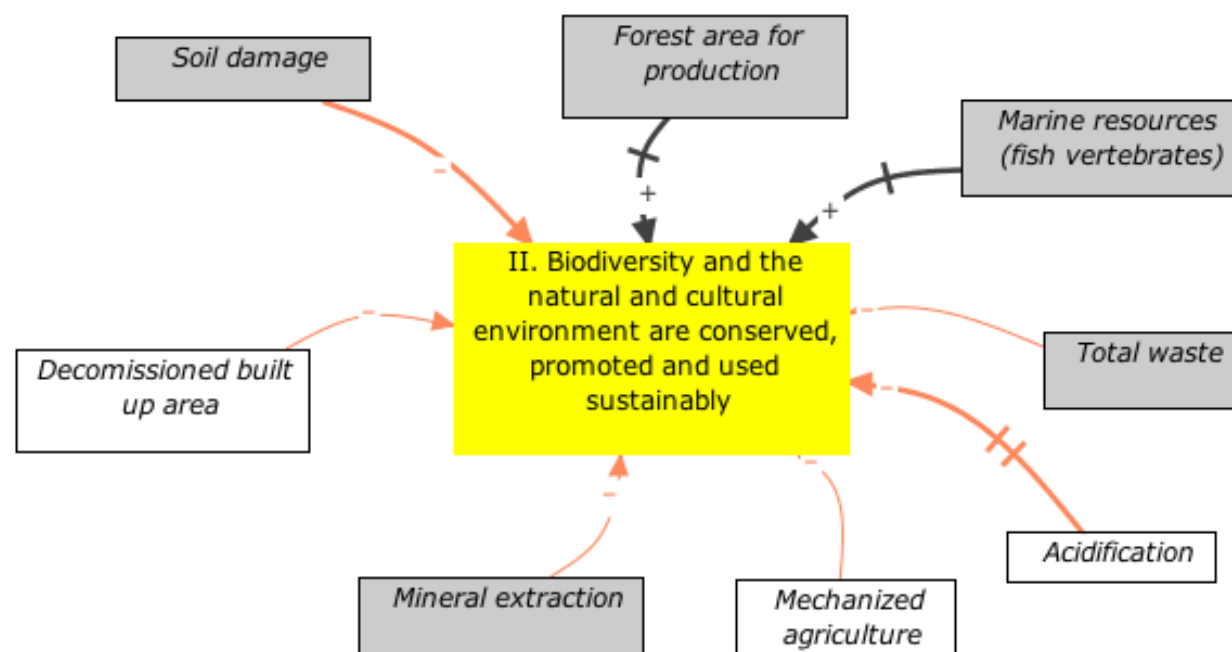 Soil damage
Forest area for
production
Marine resources
(fish vertebrates)
-
+
+
II. Biodiversity and the
natural and cultural
environment are conserved,
promoted and used
sustainably
-
-
Decomissioned built
up area
Total waste
-
-
-
Acidification
Mineral extraction
Mechanized
agriculture